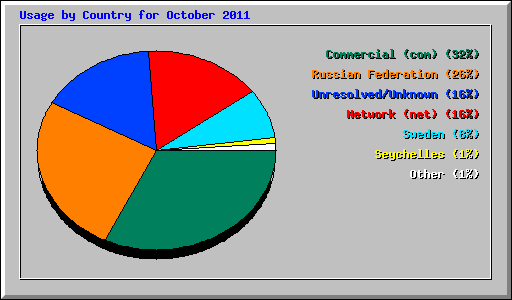 Usage by Country for October 2011
Commercial (com) (32%)
Russian Federation (26%)
Unresolved/Unknown (16%)
Network (net) (16%)
Sweden (8%)
Seychelles (1%)
Other (1%)